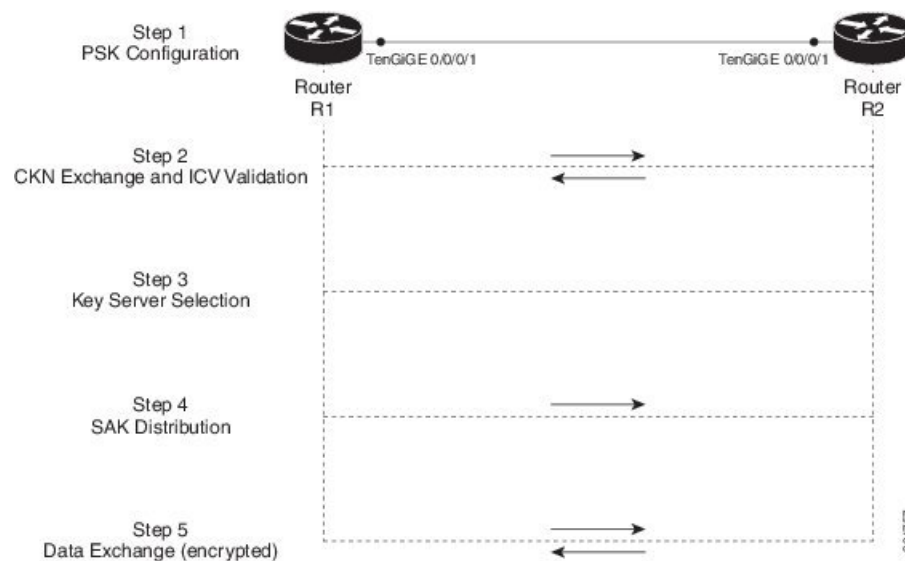 Step 1
PSK Configuration
TenGiGE 0/0/0/1
TenGiGE 0/0/0/1
Router
R1
Router
R2
Step 2
CKN Exchange and ICV Validation
Step 3
Key Server Selection
Step 4
SAK Distribution
Step 5
Data Exchange (encrypted)